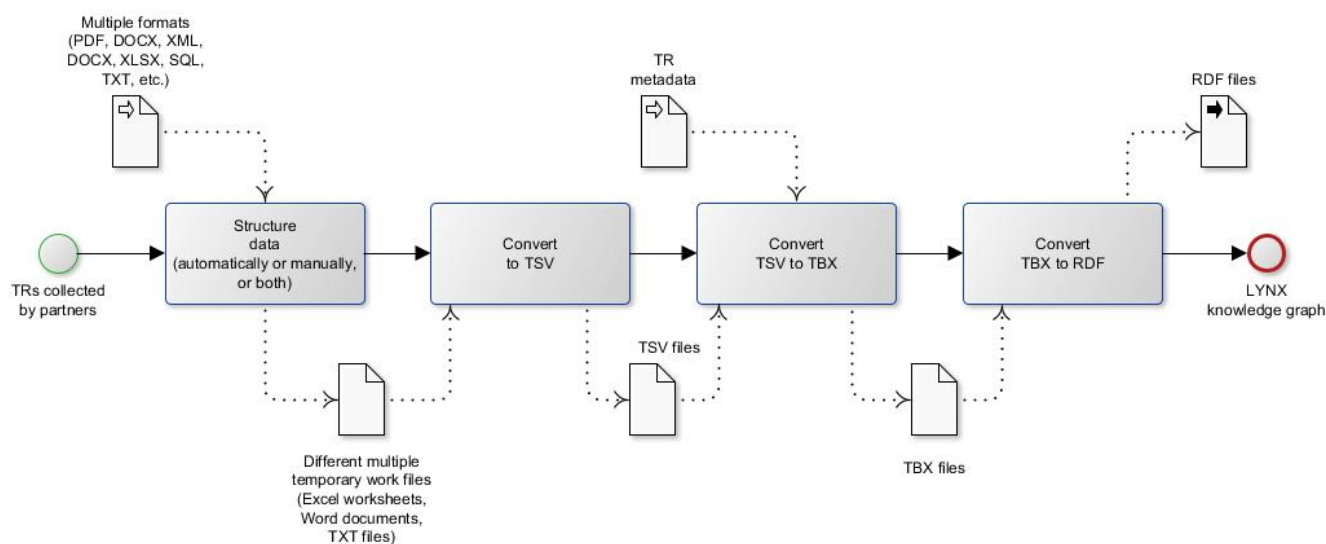 Multiple formats
(PDF, DOCX, XML,
DOCX, XLSX, SQL,
TXT, etc.)
TR
metadata
RDF files
TRs collected
by partners
Structure
data
(automatically or manually,
or both)
Convert
to TSV
Convert
TSV to TBX
Convert
TBX to RDF
LYNX
knowledge graph
Different multiple
temporary work files
(Excel worksheets,
Word documents,
TXT files)
TSV files
TBX files